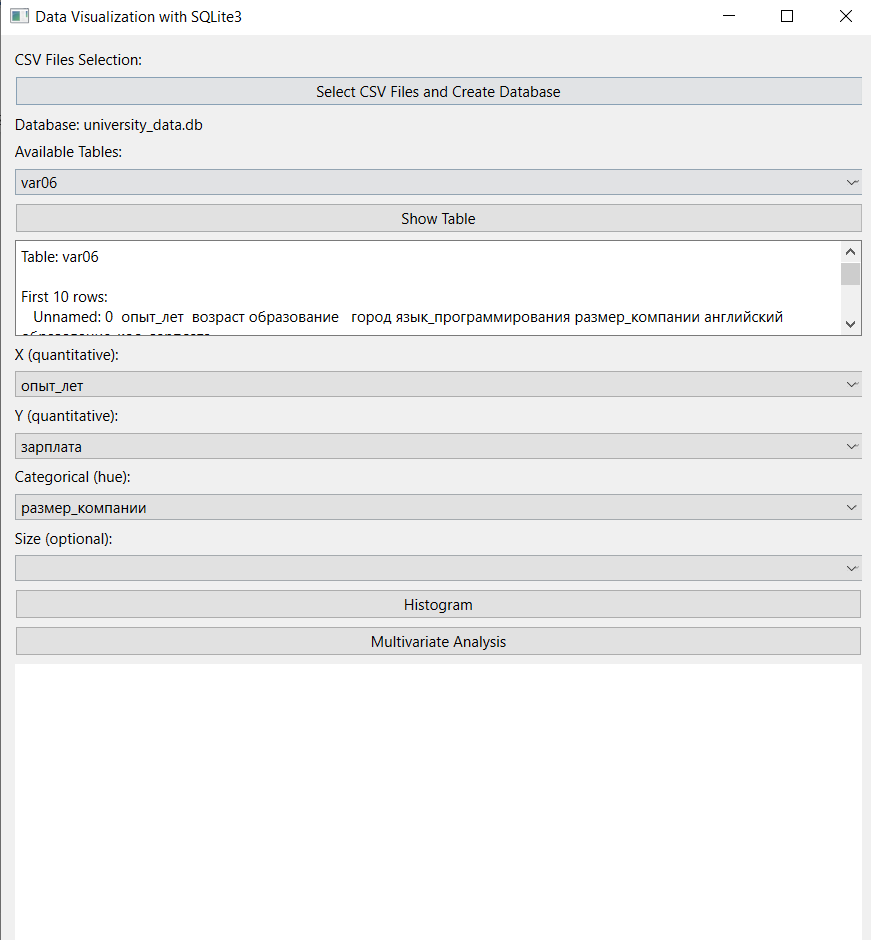 Data Visualization with SQLite3
CSV Files Selection:
Select CSV Files and Create Database
Database: university_data.db
Available Tables:
var06
Show Table
Table: var06
First 10 rows:
Unnamed: 0 опыт_лет возраст образование город язык_программирования размер_компании английский
X (quantitative):
опыт_лет
Y (quantitative):
зарплата
Categorical (hue):
размер_компании
Size (optional):
Histogram
Multivariate Analysis